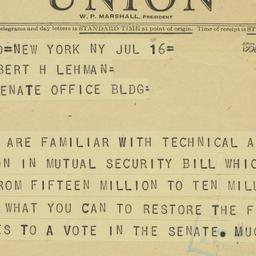 UNION
W. P. MARSHALL, PRESIDENT
telegrams and day letters is STANDARD TIME at point of origin. Time of receipt is STA
O=NEW YORK NY JUL 16=
BERT H LEHMAN=
ENATE OFFICE BLDG=
ARE FAMILIAR WITH TECHNICAL A
ON IN MUTUAL SECURITY BILL WHIC
ROM FIFTEEN MILLION TO TEN MILL
WHAT YOU CAN TO RESTORE THE F
ES TO A VOTE IN THE SENATE. MUC